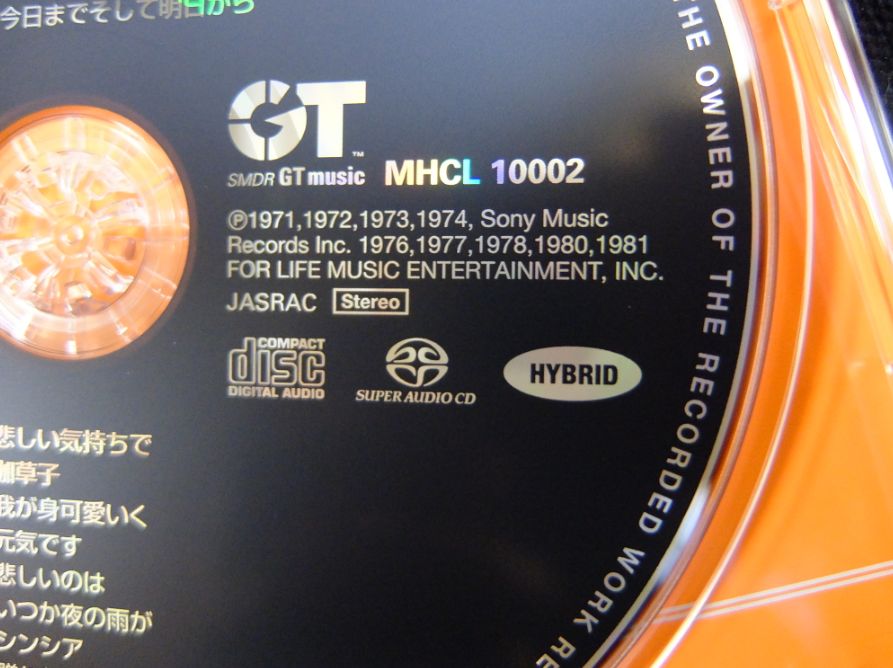 今日までそして明日から
GT™
SMDR GT music MHCL 10002
℗1971,1972,1973,1974, Sony Music
Records Inc. 1976,1977,1978,1980,1981
FOR LIFE MUSIC ENTERTAINMENT, INC.
JASRAC Stereo
COMPACT
disc
DIGITAL AUDIO
SUPER AUDIO CD
HYBRID
悲しい気持ちで
草子
我が身可愛いく
元気です
悲しいのは
いつか夜の雨が
シンシア
THE OWNER OF THE RECORDED WORK RE